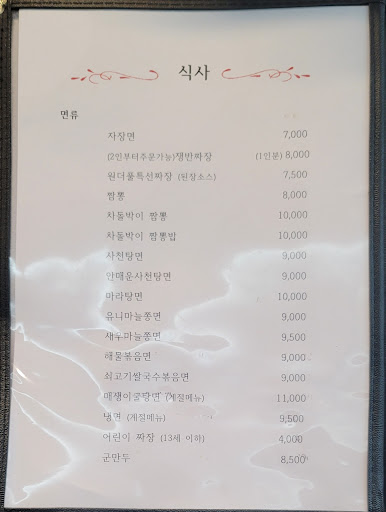 식사
면류
자장면 7,000
(2인부터주문가능)쟁반짜장 (1인분) 8,000
원더풀특선짜장 (된장소스) 7,500
짬뽕 8,000
차돌박이 짬뽕 10,000
차돌박이 짬뽕밥 10,000
사천탕면 9,000
안매운사천탕면 9,000
마라탕면 10,000
유니마늘쫑면 9,000
새우마늘쫑면 9,500
해물볶음면 9,000
쇠고기쌀국수볶음면 9,000
매생이굴탕면 (계절메뉴) 11,000
냉면 (계절메뉴) 9,500
어린이 짜장 (13세 이하) 4,000
군만두 8,500